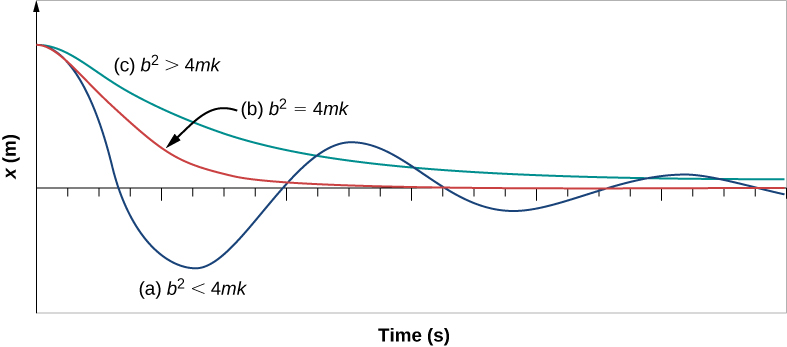 (c) b² > 4mk
(b) b² = 4mk
x (m)
(a) b² < 4mk
Time (s)